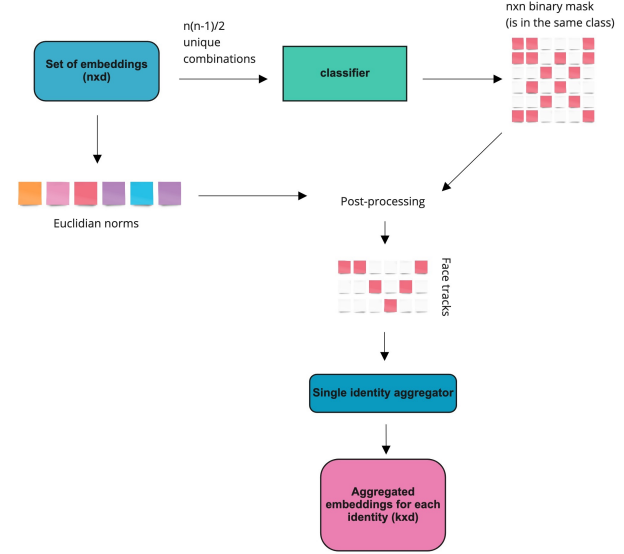 nxn binary mask
(is in the same class)
n(n-1)/2
unique
combinations
Set of embeddings
(nxd)
classifier
Euclidian norms
Post-processing
Face tracks
Single identity aggregator
Aggregated
embeddings for each
identity (kxd)